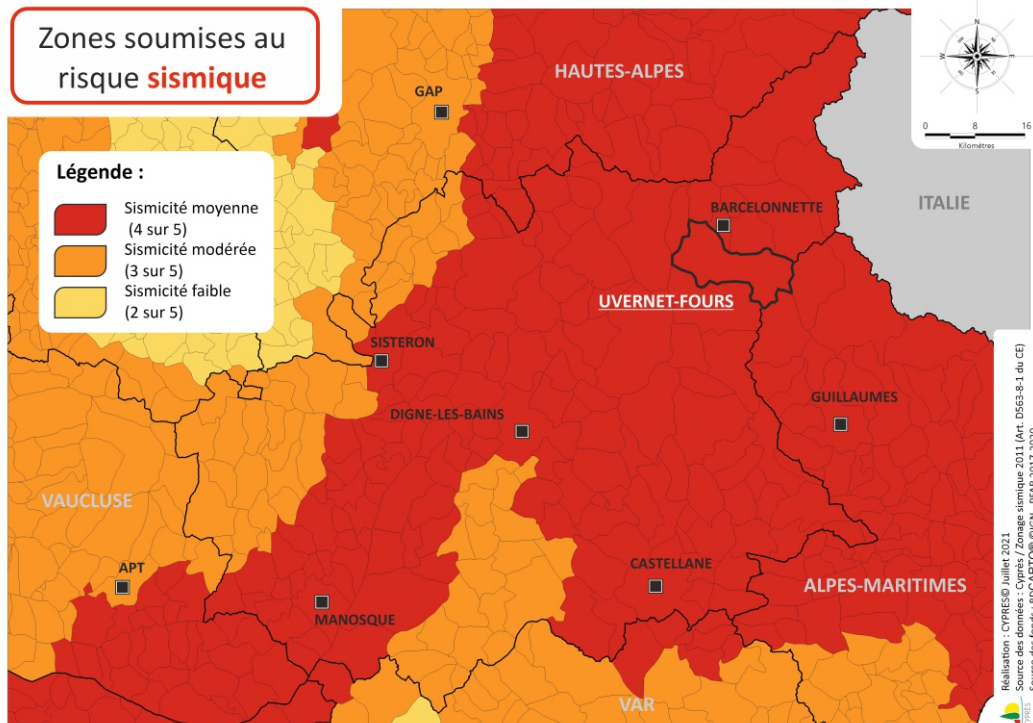 Zones soumises au
risque sismique
Légende :
Sismicité moyenne
(4 sur 5)
Sismicité modérée
(3 sur 5)
Sismicité faible
(2 sur 5)
HAUTES-ALPES
GAP
N
E
S
W
0 8 16
Kilomètres
ITALIE
BARCELONNETTE
UVERNET-FOURS
SISTERON
GUILLAUMES
DIGNE-LES-BAINS
VAUCLUSE
APT
MANOSQUE
CASTELLANE
ALPES-MARITIMES
VAR
Réalisation : CYPRES© Juillet 2021
Source des données : Cyprès / Zonage sismique 2011 (Art. D563-8-1 du CE)